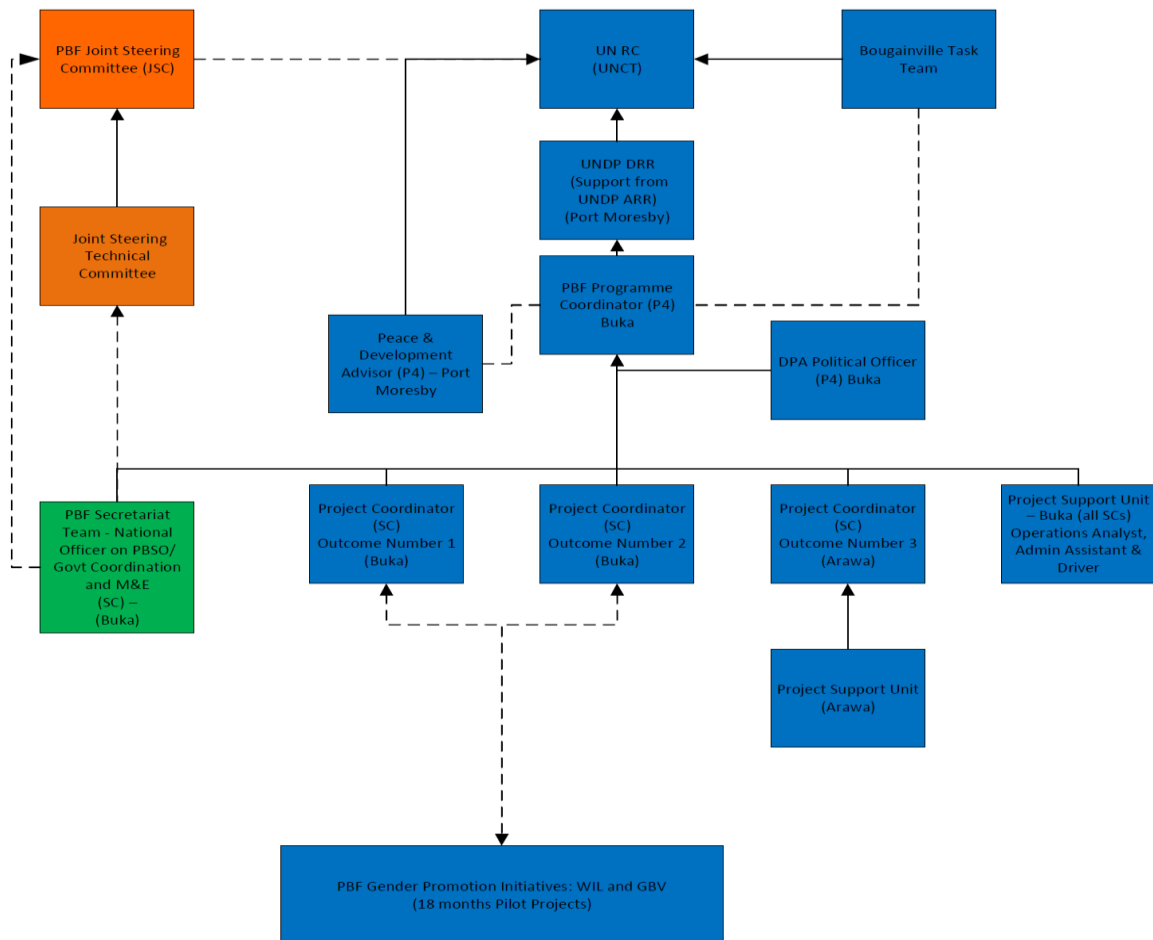 PBF Joint Steering
Committee (JSC)
UN RC
(UNCT)
Bougainville Task
Team
UNDP DRR
(Support from
UNDP ARR)
(Port Moresby)
Joint Steering
Technical
Committee
PBF Programme
Coordinator (P4)
Buka
Peace &
Development
Advisor (P4) – Port
Moresby
DPA Political Officer
(P4) Buka
PBF Secretariat
Team - National
Officer on PBSO/
Govt Coordination
and M&E
(SC) –
(Buka)
Project Coordinator
(SC)
Outcome Number 1
(Buka)
Project Coordinator
(SC)
Outcome Number 2
(Buka)
Project Coordinator
(SC)
Outcome Number 3
(Arawa)
Project Support Unit
– Buka (all SCs)
Operations Analyst,
Admin Assistant &
Driver
Project Support Unit
(Arawa)
PBF Gender Promotion Initiatives: WIL and GBV
(18 months Pilot Projects)